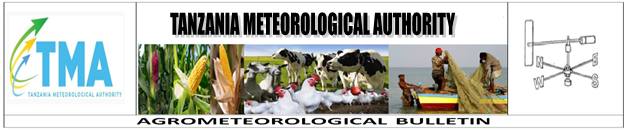 TANZANIA METEOROLOGICAL AUTHORITY
TMA
TANZANIA METEOROLOGICAL AUTHORITY
N E
W S
AGROMETEOROLOGICAL BULLETIN